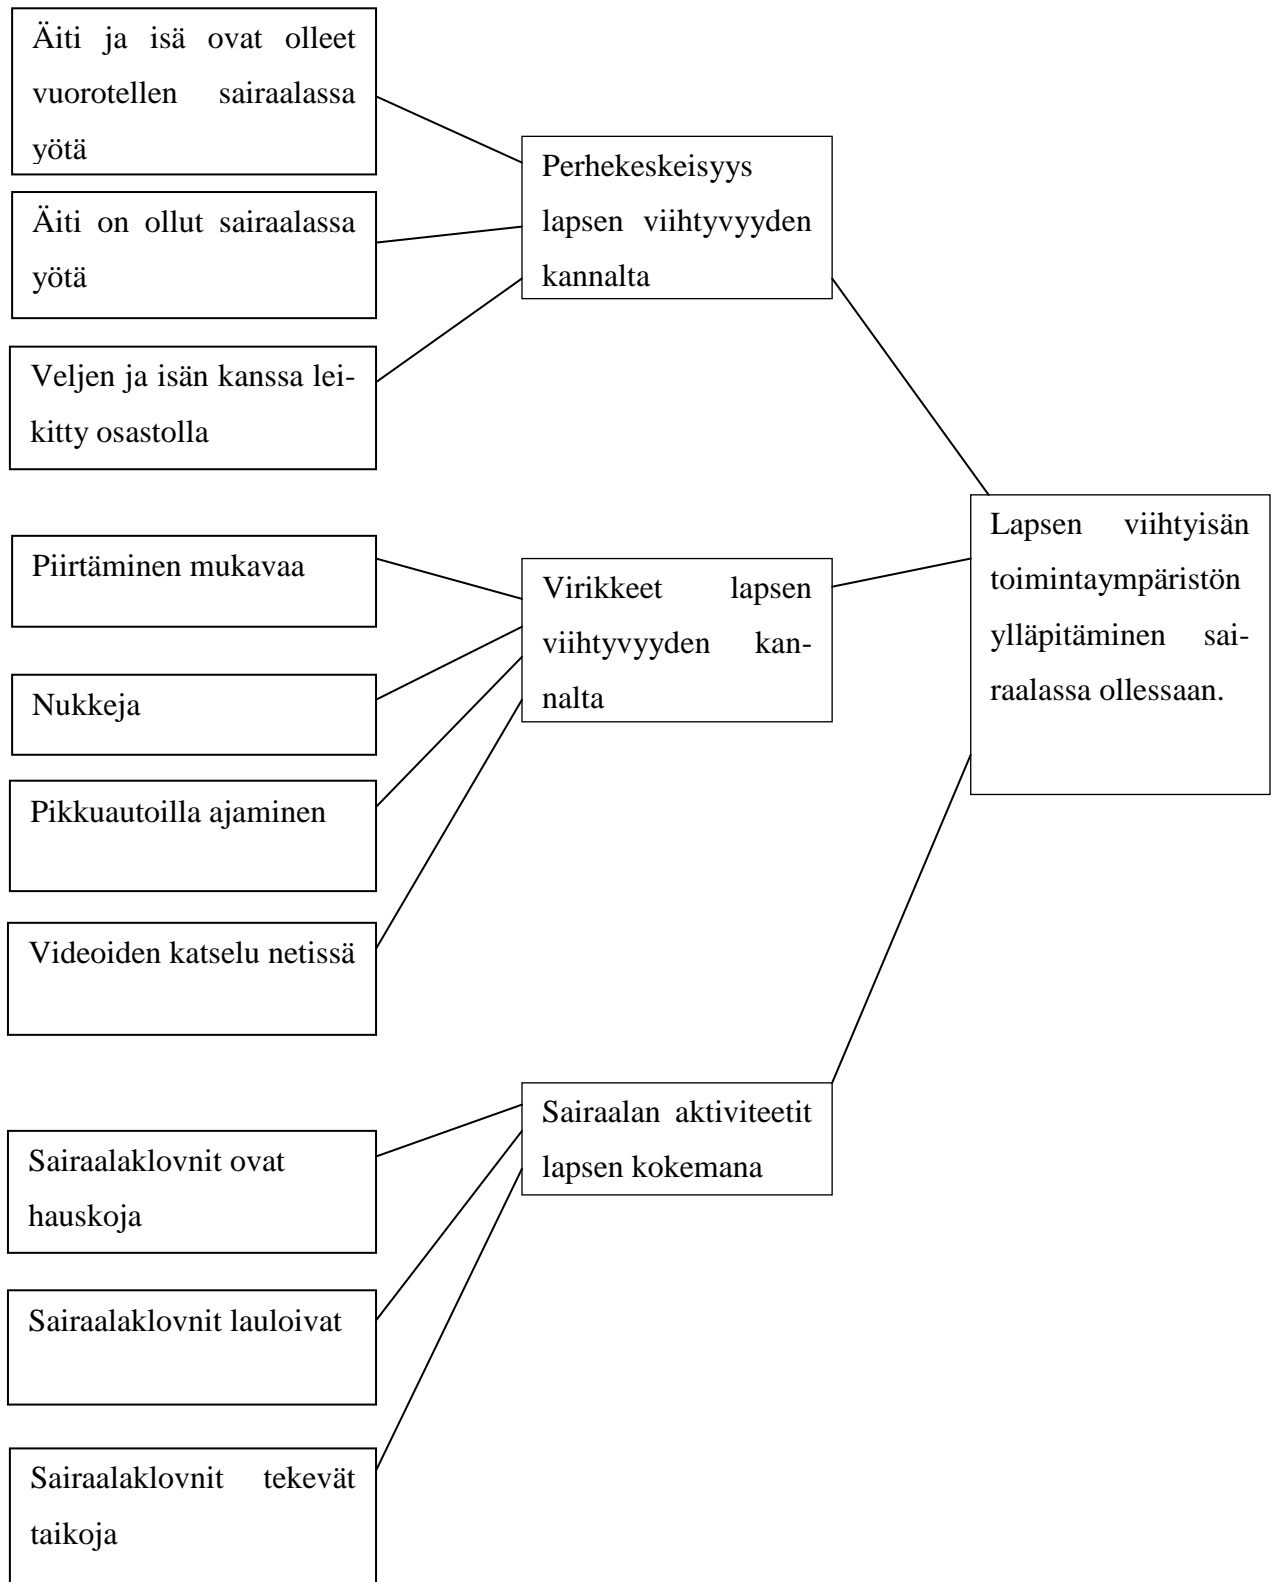 Äiti ja isä ovat olleet
vuorotellen sairaalassa
yötä
Äiti on ollut sairaalassa
yötä
Veljen ja isän kanssa lei-
kitty osastolla
Piirtäminen mukavaa
Nukkeja
Pikkuautoilla ajaminen
Videoiden katselu netissä
Sairaalaklovnit ovat
hauskoja
Sairaalaklovnit lauloivat
Sairaalaklovnit tekevät
taikoja
Perhekeskeisyys
lapsen viihtyvyyden
kannalta
Virikkeet lapsen
viihtyvyyden kan-
nalta
Sairaalan aktiviteetit
lapsen kokemana
Lapsen viihtyisän
toimintaympäristön
ylläpitäminen sai-
raalassa ollessaan.